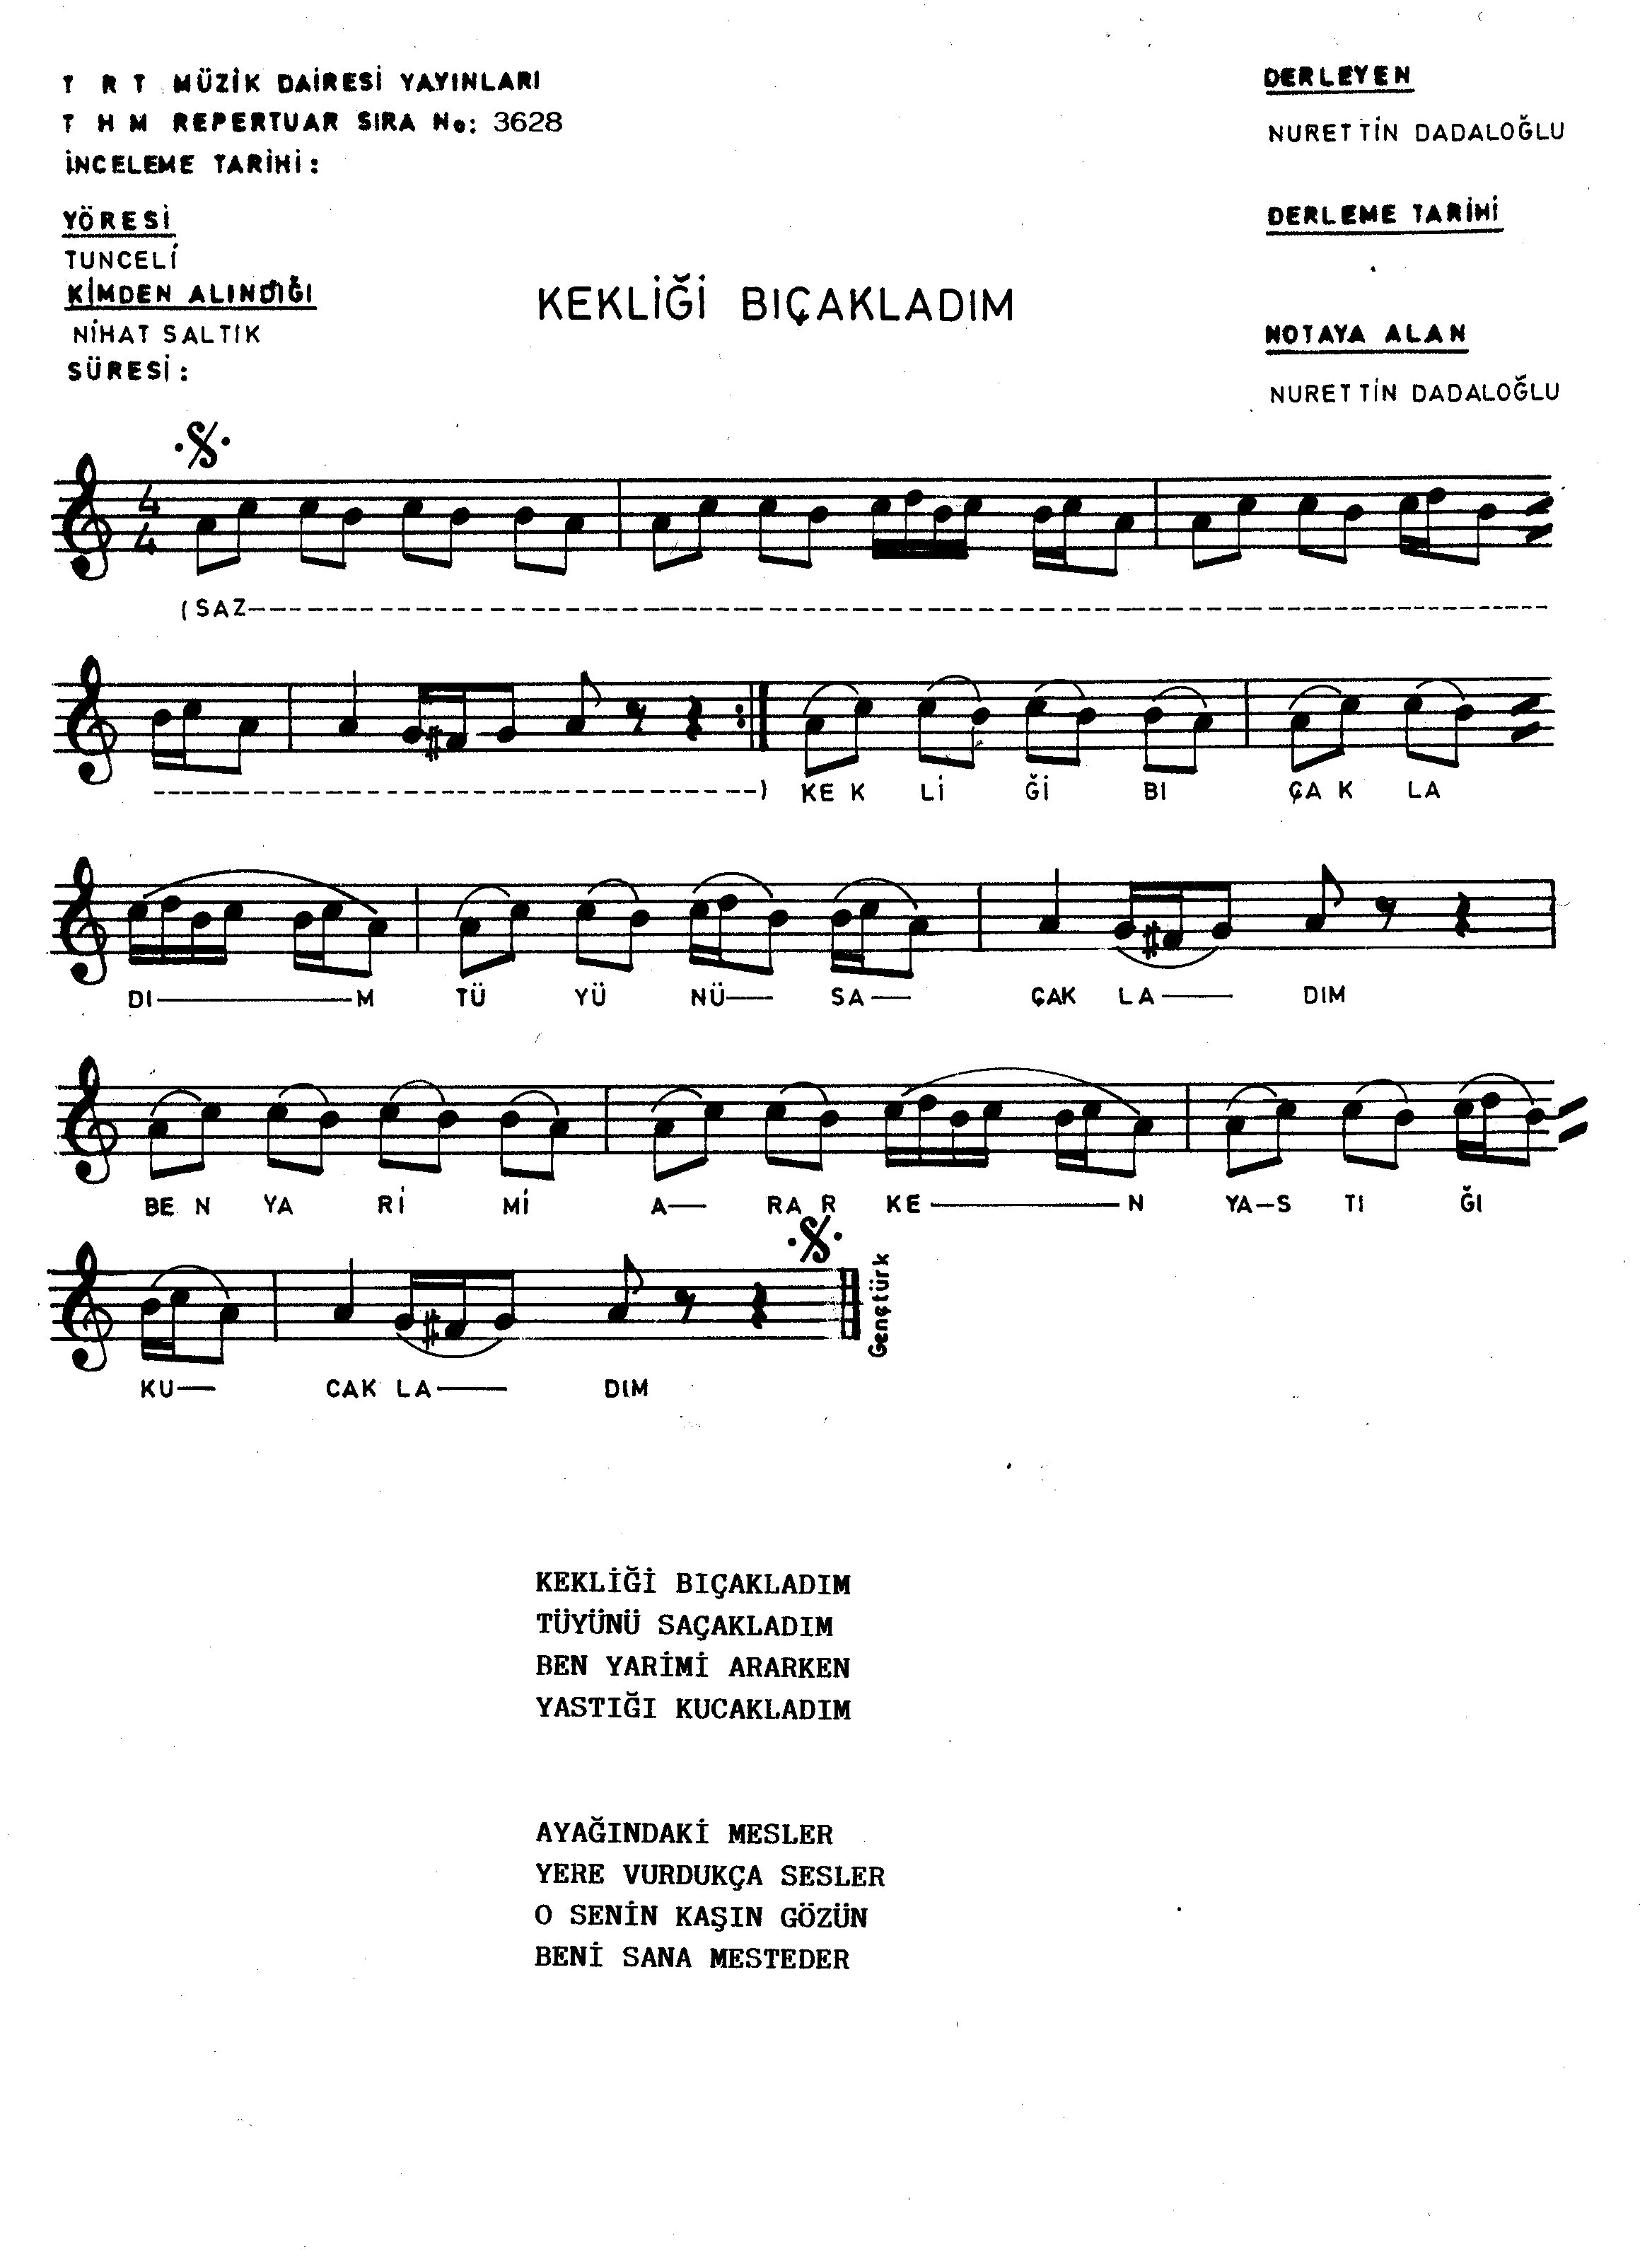 T R T MÜZİK DAİRESİ YAYINLARI
T H M REPERTUAR SIRA No: 3628
İNCELEME TARİHİ :
YÖRESİ
TUNCELİ
KİMDEN ALINDIĞI
NİHAT SALTIK
SÜRESİ :
KEKLİĞİ BIÇAKLADIM
DERLEYEN
NURETTİN DADALOĞLU
DERLEME TARİHİ
NOTAYA ALAN
NURETTİN DADALOĞLU
4
4
( SAZ--------------------
--------------------) KE K Lİ Ğİ BI ÇA K LA
DI————M TÜ YÜ NÜ— SA— ÇAK LA— DIM
BE N YA Rİ Mİ A— RA R KE————N YA–S TI ĞI
KU— CAK LA— DIM
Gençtürk
KEKLİĞİ BIÇAKLADIM
TÜYÜNÜ SAÇAKLADIM
BEN YARİMİ ARARKEN
YASTIĞI KUCAKLADIM
AYAĞINDAKİ MESLER
YERE VURDUKÇA SESLER
O SENİN KAŞIN GÖZÜN
BENİ SANA MESTEDER